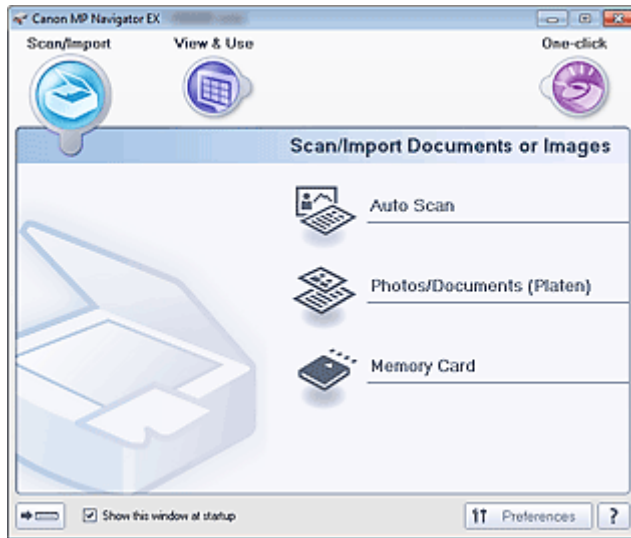 Canon MP Navigator EX
Scan/Import
View & Use
One-click
Scan/Import Documents or Images
Auto Scan
Photos/Documents (Platen)
Memory Card
Show this window at startup
Preferences
?